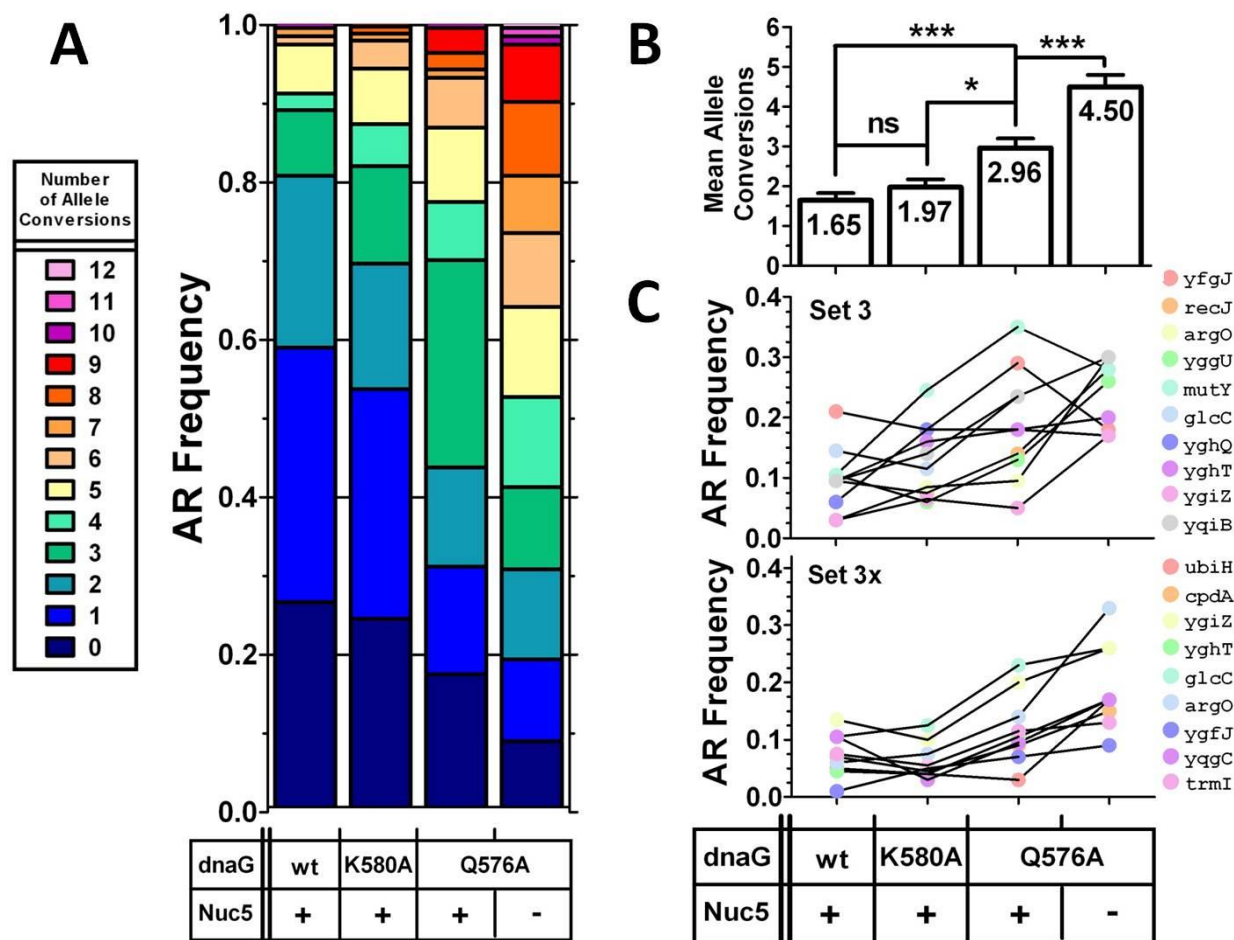 A
Number
of Allele
Conversions
12
11
10
9
8
7
6
5
4
3
2
1
0
AR Frequency
1.0
0.8
0.6
0.4
0.2
0.0
dnaG wt K580A Q576A
Nuc5 + + + -
B
Mean Allele
Conversions
6
5
4
3
2
1
0
***
***
*
ns
1.65
1.97
2.96
4.50
C
Set 3
AR Frequency
0.4
0.3
0.2
0.1
0.0
yfgJ
recJ
argO
yggU
mutY
glcC
yghQ
yghT
ygiZ
yqiB
Set 3x
AR Frequency
0.4
0.3
0.2
0.1
0.0
ubiH
cpdA
ygiZ
yghT
glcC
argO
ygfJ
yqgC
trmI
dnaG wt K580A Q576A
Nuc5 + + + -